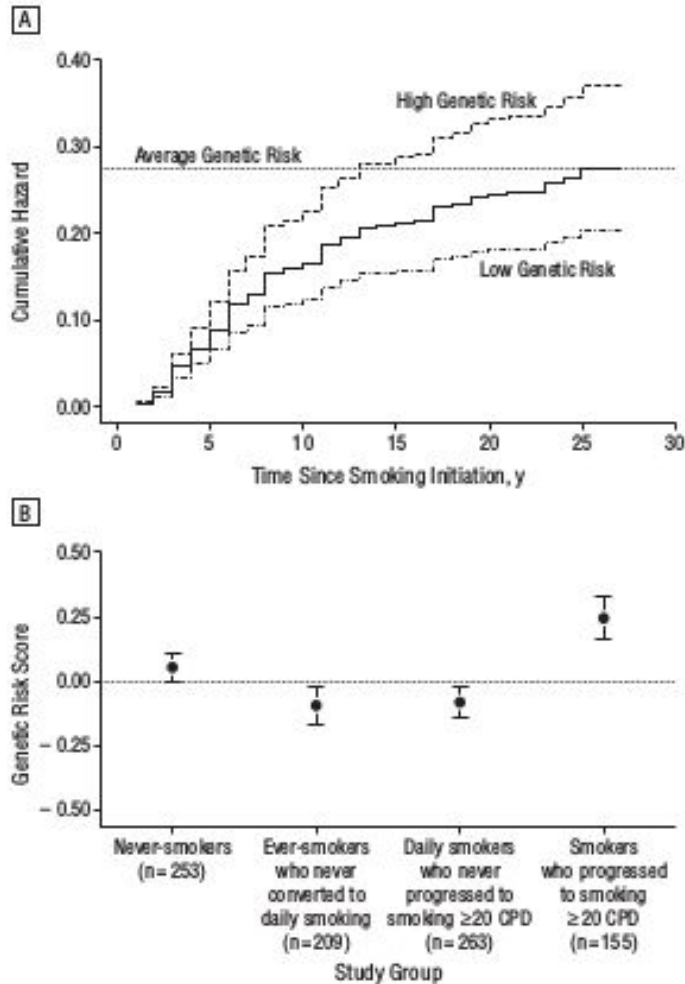 A
0.40
High Genetic Risk
0.30
Average Genetic Risk
0.20
Low Genetic Risk
0.10
0.00
Cumulative Hazard
0 5 10 15 20 25 30
Time Since Smoking Initiation, y
B
0.50
0.25
0.00
– 0.25
– 0.50
Genetic Risk Score
Never-smokers
(n=253)
Ever-smokers
who never
converted to
daily smoking
(n=209)
Daily smokers
who never
progressed to
smoking ≥20 CPD
(n=263)
Smokers
who progressed
to smoking
≥20 CPD
(n=155)
Study Group